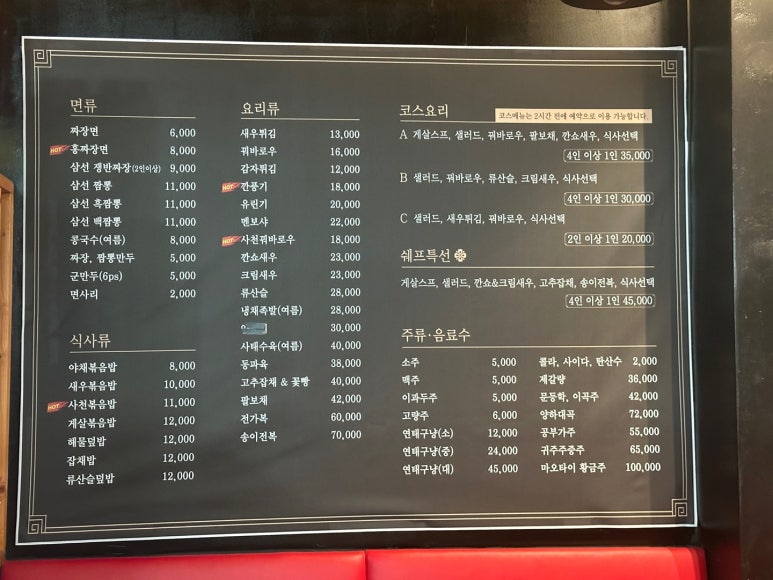 면류
짜장면 6,000
HOT 홍짜장면 8,000
삼선 쟁반짜장(2인이상) 9,000
삼선 짬뽕 11,000
삼선 흑짬뽕 11,000
삼선 백짬뽕 11,000
콩국수(여름) 8,000
짜장, 짬뽕만두 5,000
군만두(6ps) 5,000
면사리 2,000
식사류
야채볶음밥 8,000
새우볶음밥 10,000
HOT 사천볶음밥 11,000
게살볶음밥 12,000
해물덮밥 12,000
잡채밥 12,000
류산슬덮밥 12,000
요리류
새우튀김 13,000
꿔바로우 16,000
감자튀김 12,000
HOT 깐풍기 18,000
유린기 20,000
멘보샤 22,000
HOT 사천꿔바로우 18,000
깐쇼새우 23,000
크림새우 23,000
류산슬 28,000
냉채족발(여름) 28,000
30,000
사태수육(여름) 40,000
동파육 38,000
고추잡채 & 꽃빵 40,000
팔보채 42,000
전가복 60,000
송이전복 70,000
코스요리
코스메뉴는 2시간 전에 예약으로 이용 가능합니다.
A 게살스프, 샐러드, 꿔바로우, 팔보채, 깐쇼새우, 식사선택
4인 이상 1인 35,000
B 샐러드, 꿔바로우, 류산슬, 크림새우, 식사선택
4인 이상 1인 30,000
C 샐러드, 새우튀김, 꿔바로우, 식사선택
2인 이상 1인 20,000
쉐프특선
게살스프, 샐러드, 깐쇼&크림새우, 고추잡채, 송이전복, 식사선택
4인 이상 1인 45,000
주류·음료수
소주 5,000
맥주 5,000
이과두주 5,000
고량주 6,000
연태구냥(소) 12,000
연태구냥(중) 24,000
연태구냥(대) 45,000
콜라, 사이다, 탄산수 2,000
제갈량 36,000
문등학, 이곡주 42,000
양하대곡 72,000
공부가주 55,000
귀주주중주 65,000
마오타이 황금주 100,000